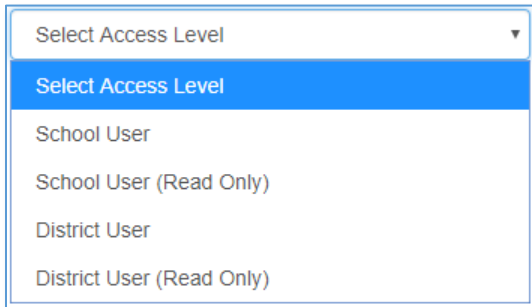 Select Access Level
Select Access Level
School User
School User (Read Only)
District User
District User (Read Only)